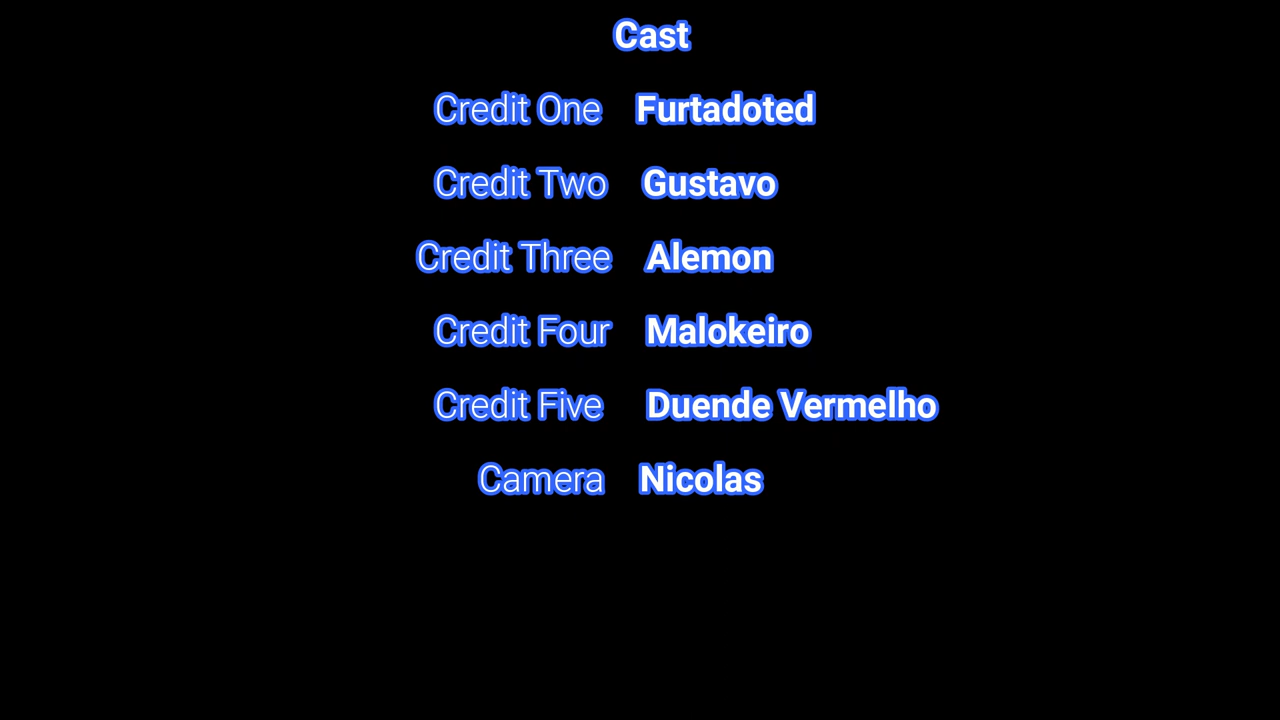 Cast
Credit One Furtadoted
Credit Two Gustavo
Credit Three Alemon
Credit Four Malokeiro
Credit Five Duende Vermelho
Camera Nicolas